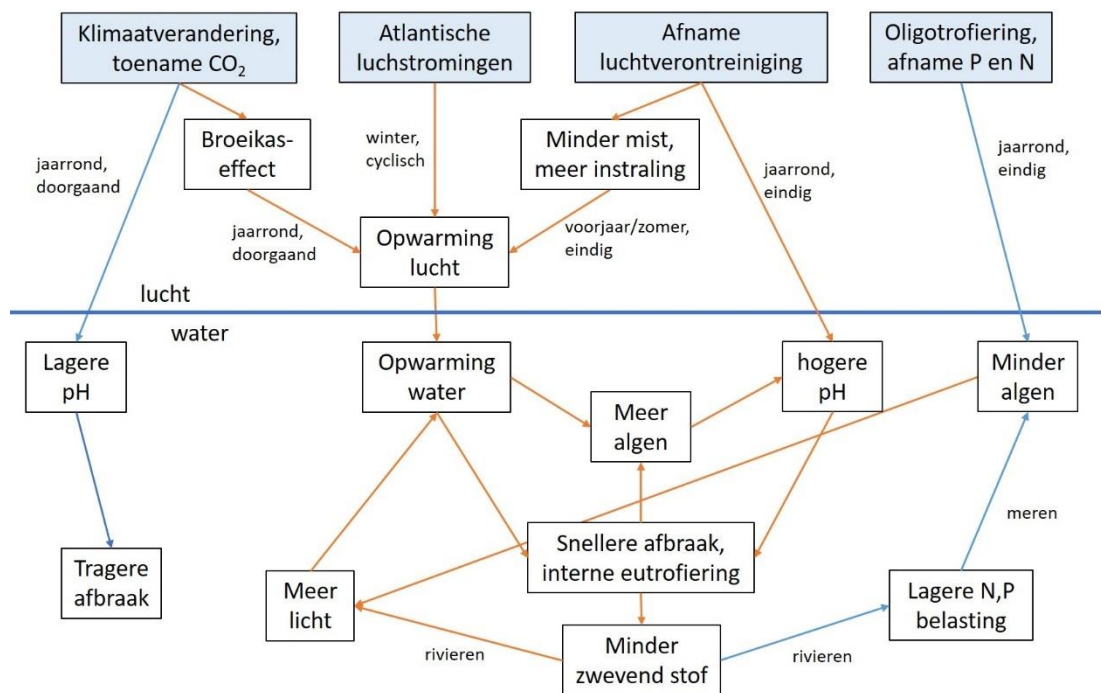 Klimaatverandering,
toename CO₂
Atlantische
luchtstromingen
Afname
luchtverontreiniging
Oligotrofiering,
afname P en N
jaarrond,
doorgaand
Broeikas-
effect
winter,
cyclisch
Minder mist,
meer instraling
jaarrond,
eindig
jaarrond,
eindig
jaarrond,
doorgaand
Opwarming
lucht
voorjaar/zomer,
eindig
lucht
water
Lagere
pH
Opwarming
water
Meer
algen
hogere
pH
Minder
algen
Tragere
afbraak
Meer
licht
Snellere afbraak,
interne eutrofiering
meren
Lagere N,P
belasting
rivieren
Minder
zwevend stof
rivieren